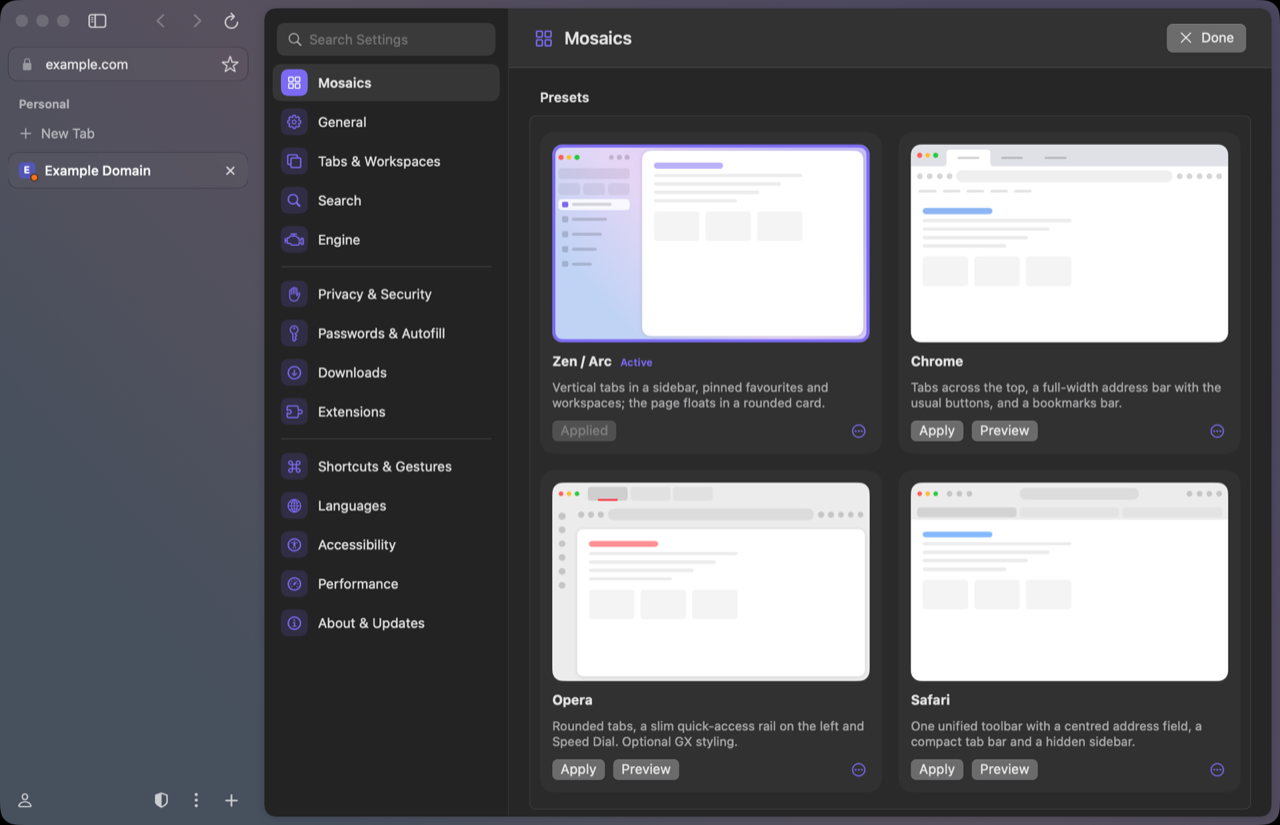 example.com
Personal
New Tab
E
Example Domain
Search Settings
Mosaics
General
Tabs & Workspaces
Search
Engine
Privacy & Security
Passwords & Autofill
Downloads
Extensions
Shortcuts & Gestures
Languages
Accessibility
Performance
About & Updates
Mosaics
Done
Presets
Zen / Arc Active
Vertical tabs in a sidebar, pinned favourites and
workspaces; the page floats in a rounded card.
Applied
Chrome
Tabs across the top, a full-width address bar with the
usual buttons, and a bookmarks bar.
Apply Preview
Opera
Rounded tabs, a slim quick-access rail on the left and
Speed Dial. Optional GX styling.
Apply Preview
Safari
One unified toolbar with a centred address field, a
compact tab bar and a hidden sidebar.
Apply Preview